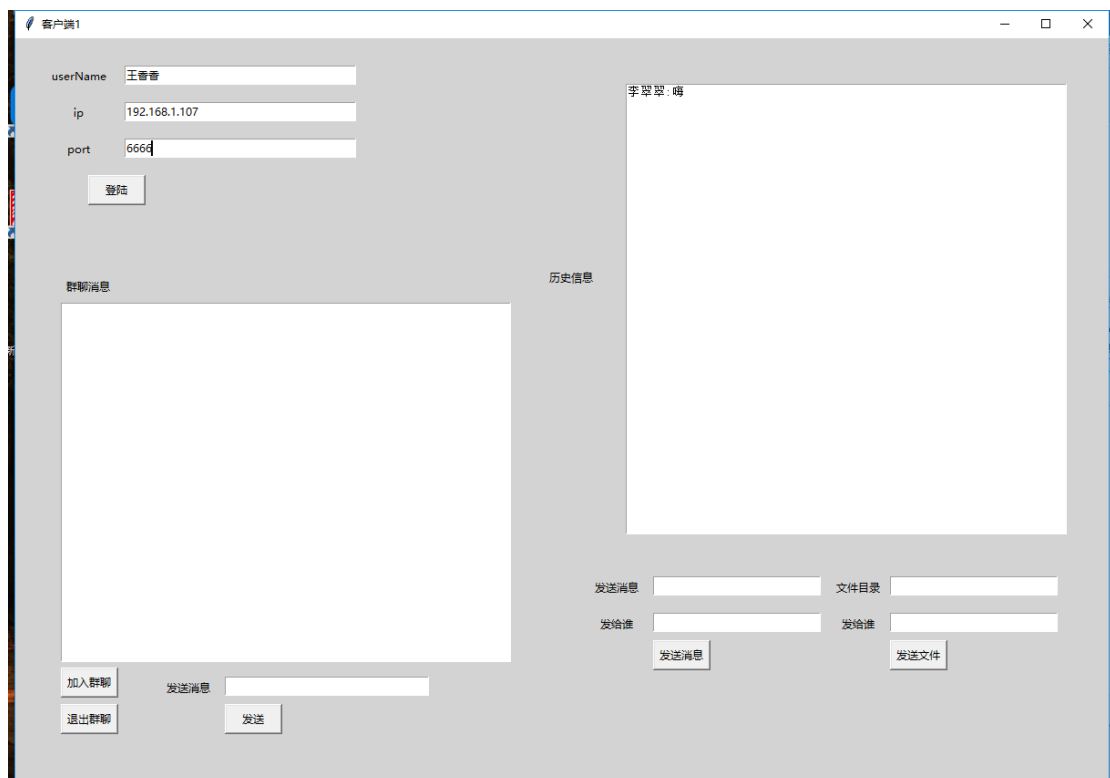 客户端1
userName 王香香
ip 192.168.1.107
port 6666
登陆
李翠翠:嗨
历史信息
群聊消息
发送消息 文件目录
发给谁 发给谁
发送消息 发送文件
加入群聊 发送消息
退出群聊 发送